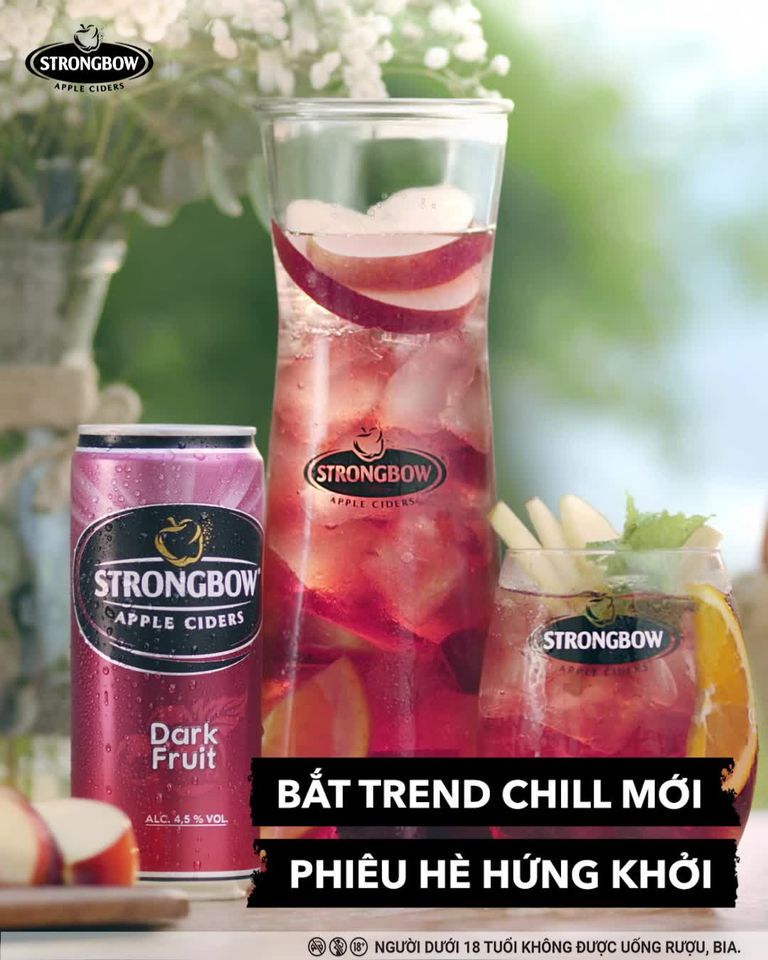 STRONGBOW
APPLE CIDERS
STRONGBOW
APPLE CIDERS
STRONGBOW
APPLE CIDERS
Dark
Fruit
ALC. 4,5 % VOL
STRONGBOW
APPLE CIDERS
BẮT TREND CHILL MỚI
PHIÊU HÈ HỨNG KHỞI
18+ NGƯỜI DƯỚI 18 TUỔI KHÔNG ĐƯỢC UỐNG RƯỢU, BIA.